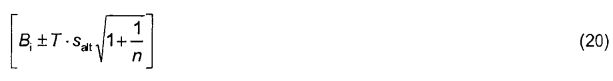 [B_i ± T · s_alt √(1 + 1/n)] (20)